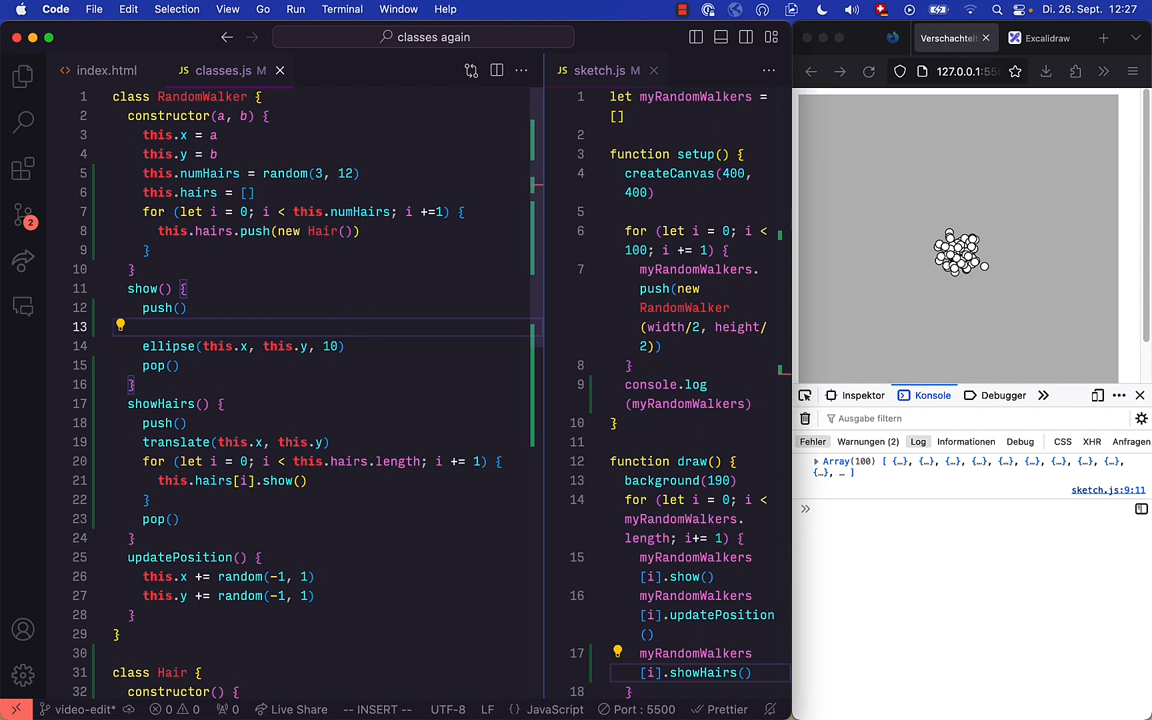 Code File Edit Selection View Go Run Terminal Window Help Di. 26. Sept. 12:27
classes again
Verschachtel
Excalidraw
index.html
JS classes.js M
JS sketch.js M
127.0.0.1:550
1 class RandomWalker {
2 constructor(a, b) {
3 this.x = a
4 this.y = b
5 this.numHairs = random(3, 12)
6 this.hairs = []
7 for (let i = 0; i < this.numHairs; i +=1) {
8 this.hairs.push(new Hair())
9 }
10 }
11 show() {
12 push()
13
14 ellipse(this.x, this.y, 10)
15 pop()
16 }
17 showHairs() {
18 push()
19 translate(this.x, this.y)
20 for (let i = 0; i < this.hairs.length; i += 1) {
21 this.hairs[i].show()
22 }
23 pop()
24 }
25 updatePosition() {
26 this.x += random(-1, 1)
27 this.y += random(-1, 1)
28 }
29 }
30
31 class Hair {
32 constructor() {
1 let myRandomWalkers =
[]
2
3 function setup() {
4 createCanvas(400,
400)
5
6 for (let i = 0; i <
100; i += 1) {
7 myRandomWalkers.
push(new
RandomWalker
(width/2, height/
2))
8 }
9 console.log
(myRandomWalkers)
10 }
11
12 function draw() {
13 background(190)
14 for (let i = 0; i <
myRandomWalkers.
length; i+= 1) {
15 myRandomWalkers
[i].show()
16 myRandomWalkers
[i].updatePosition
()
17 myRandomWalkers
[i].showHairs()
18 }
Inspektor Konsole Debugger
Ausgabe filtern
Fehler Warnungen (2) Log Informationen Debug CSS XHR Anfragen
Array(100) [ {…}, {…}, {…}, {…}, {…}, {…}, {…}, {…},
{…}, … ]
sketch.js:9:11
2
video-edit* 0 0 0 Live Share -- INSERT -- UTF-8 LF {} JavaScript Port : 5500 Prettier